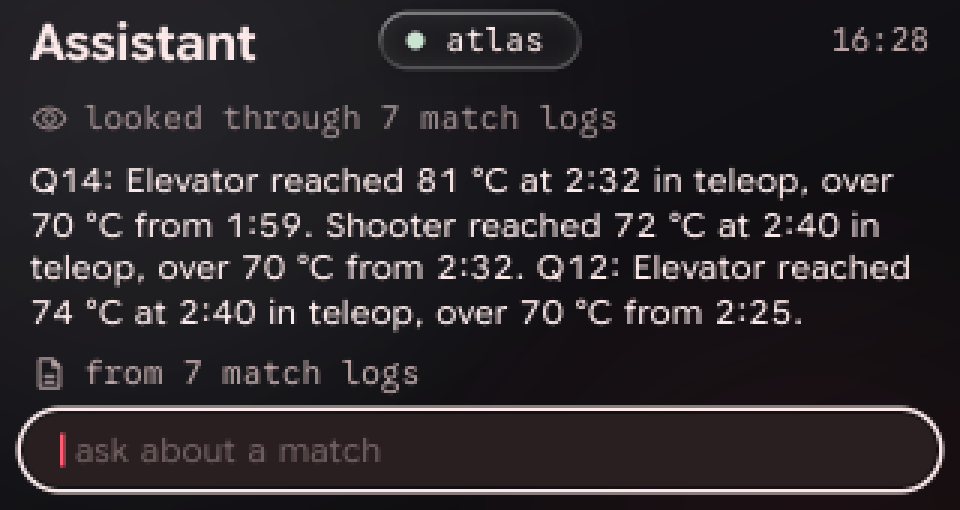 Assistant
atlas
16:28
looked through 7 match logs
Q14: Elevator reached 81 °C at 2:32 in teleop, over
70 °C from 1:59. Shooter reached 72 °C at 2:40 in
teleop, over 70 °C from 2:32. Q12: Elevator reached
74 °C at 2:40 in teleop, over 70 °C from 2:25.
from 7 match logs
ask about a match